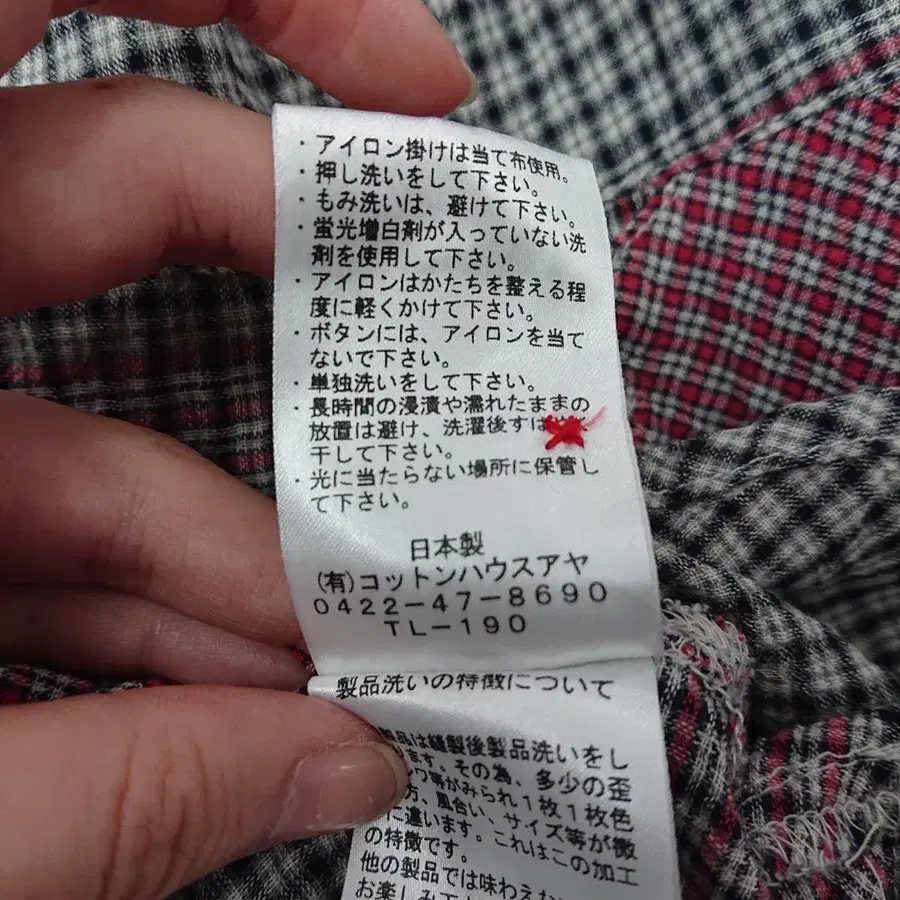 ・アイロン掛けは当て布使用。
・押し洗いをして下さい。
・もみ洗いは、避けて下さい。
・蛍光増白剤が入っていない洗
剤を使用して下さい。
・アイロンはかたちを整える程
度に軽くかけて下さい。
・ボタンには、アイロンを当て
ないで下さい。
・単独洗いをして下さい。
・長時間の浸漬や濡れたままの
放置は避け、洗濯後すぐ
干して下さい。
・光に当たらない場所に保管し
て下さい。
日本製
(有)コットンハウスアヤ
0422-47-8690
TL-190
製品洗いの特徴について
製品は縫製後製品洗いをし
ます。その為、多少の歪
等がみられ1枚1枚色
方、風合い、サイズ等が微
に違います。これはこの加工
の特徴です。
他の製品では味わえな
お楽しみ下